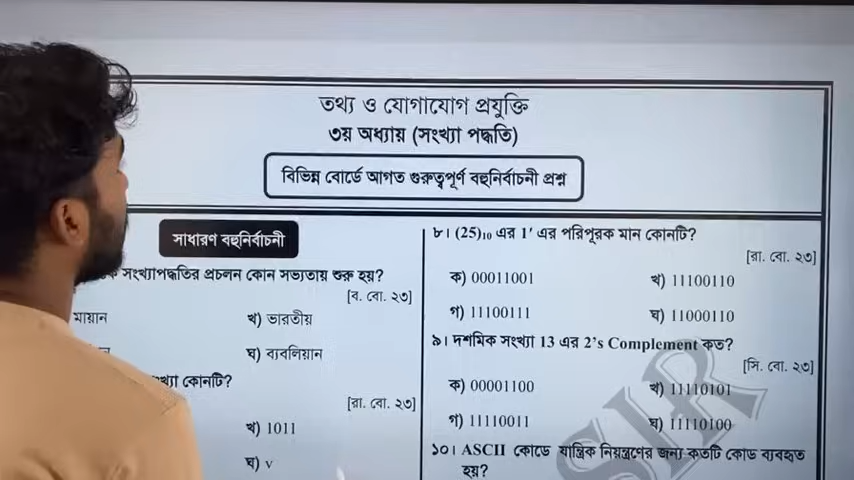 তথ্য ও যোগাযোগ প্রযুক্তি
৩য় অধ্যায় (সংখ্যা পদ্ধতি)
বিভিন্ন বোর্ডে আগত গুরুত্বপূর্ণ বহুনির্বাচনী প্রশ্ন
সাধারণ বহুনির্বাচনী
সংখ্যাপদ্ধতির প্রচলন কোন সভ্যতায় শুরু হয়?
[ব. বো. ২৩]
মায়ান
খ) ভারতীয়
ঘ) ব্যবলিয়ান
কোনটি?
[রা. বো. ২৩]
খ) 1011
ঘ) v
৮। (25)₁₀ এর 1′ এর পরিপূরক মান কোনটি?
[রা. বো. ২৩]
ক) 00011001
খ) 11100110
গ) 11100111
ঘ) 11000110
৯। দশমিক সংখ্যা 13 এর 2’s Complement কত?
[সি. বো. ২৩]
ক) 00001100
খ) 11110101
গ) 11110011
ঘ) 11110100
১০। ASCII কোডে যান্ত্রিক নিয়ন্ত্রণের জন্য কতটি কোড ব্যবহৃত
হয়?
SIR